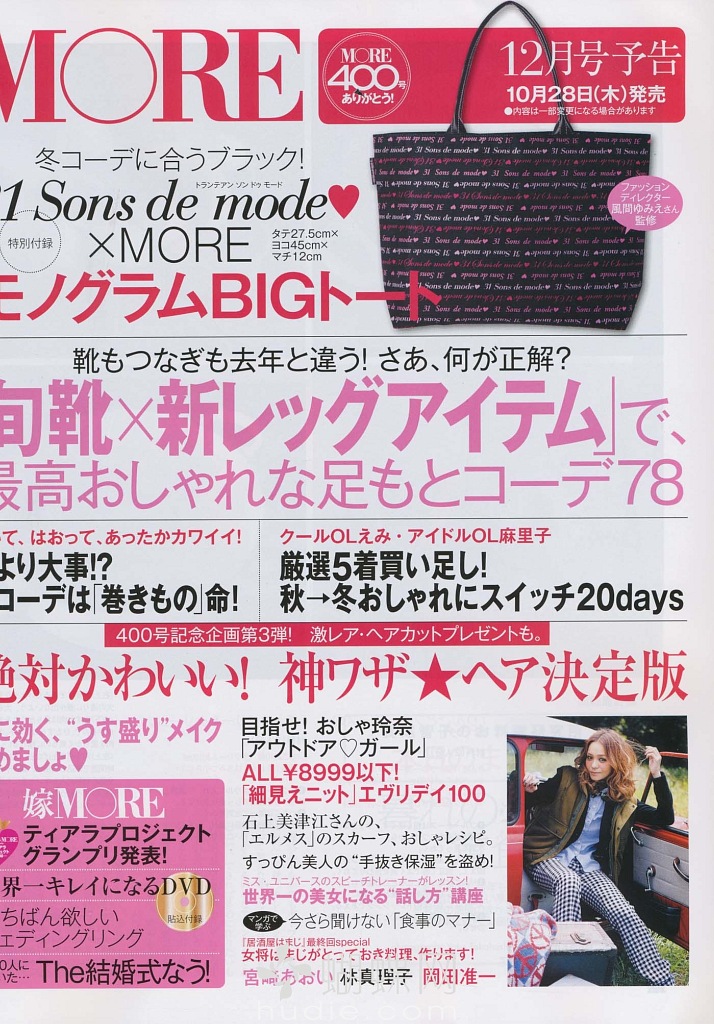 MORE
MORE
400号
ありがとう!
12月号予告
10月28日(木)発売
●内容は一部変更になる場合があります
冬コーデに合うブラック!
トランテアン ソン ドゥ モード
31 Sons de mode♥
特別付録
×MORE
タテ27.5cm×
ヨコ45cm×
マチ12cm
モノグラムBIGトート
ファッション
ディレクター
風間ゆみえさん
監修
靴もつなぎも去年と違う! さあ、何が正解?
旬靴×新レッグアイテム」で、
最高おしゃれな足もとコーデ78
て、はおって、あったかカワイイ!
より大事!?
コーデは「巻きもの」命!
クールOLえみ・アイドルOL麻里子
厳選5着買い足し!
秋→冬おしゃれにスイッチ20days
400号記念企画第3弾! 激レア・ヘアカットプレゼントも。
絶対かわいい! 神ワザ★ヘア決定版
に効く、“うす盛り”メイク
めましょ♥
嫁MORE
ティアラプロジェクト
グランプリ発表!
界一キレイになるDVD
貼込付録
ちばん欲しい
ェディングリング
The結婚式なう!
目指せ! おしゃ玲奈
「アウトドア♡ガール」
ALL¥8999以下!
「細見えニット」エヴリデイ100
石上美津江さんの、
「エルメス」のスカーフ、おしゃレシピ。
すっぴん美人の“手抜き保湿”を盗め!
ミス・ユニバースのスピーチトレーナーがレッスン!
世界一の美女になる“話し方”講座
マンガで
学ぶ
今さら聞けない「食事のマナー」
『居酒屋はまじ』最終回special
女将はまじがとっておき料理、作ります!
宮﨑あおい 林真理子 岡田准一
nudie.com